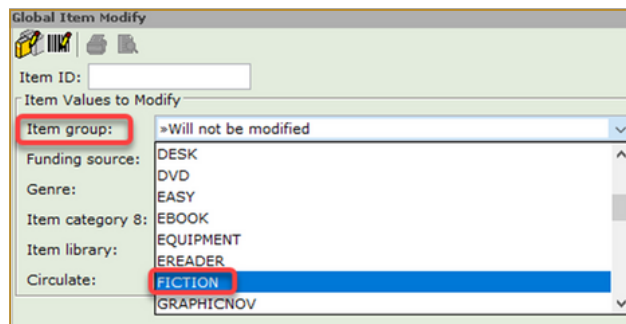 Global Item Modify
Item ID:
Item Values to Modify
Item group: »Will not be modified
Funding source:
Genre:
Item category 8:
Item library:
Circulate:
DESK
DVD
EASY
EBOOK
EQUIPMENT
EREADER
FICTION
GRAPHICNOV